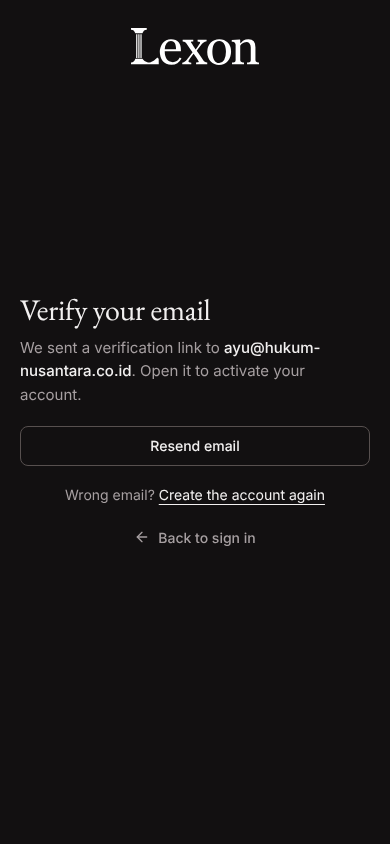 Lexon
Verify your email
We sent a verification link to ayu@hukum-
nusantara.co.id. Open it to activate your
account.
Resend email
Wrong email? Create the account again
← Back to sign in